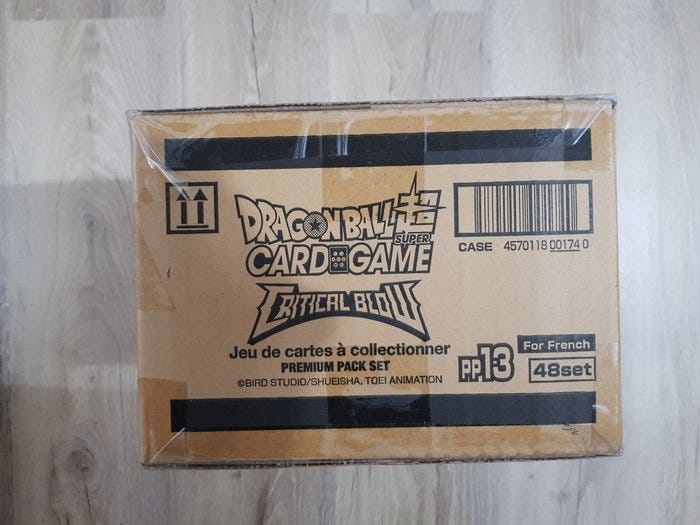 DRAGON BALL 超
SUPER
CARD GAME
CRITICAL BLOW
Jeu de cartes à collectionner
PREMIUM PACK SET
©BIRD STUDIO/SHUEISHA, TOEI ANIMATION
CASE 4570118 00174 0
PP13
For French
48set